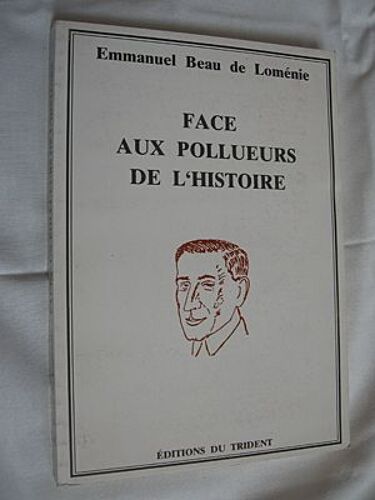 Emmanuel Beau de Loménie
FACE
AUX POLLUEURS
DE L'HISTOIRE
ÉDITIONS DU TRIDENT